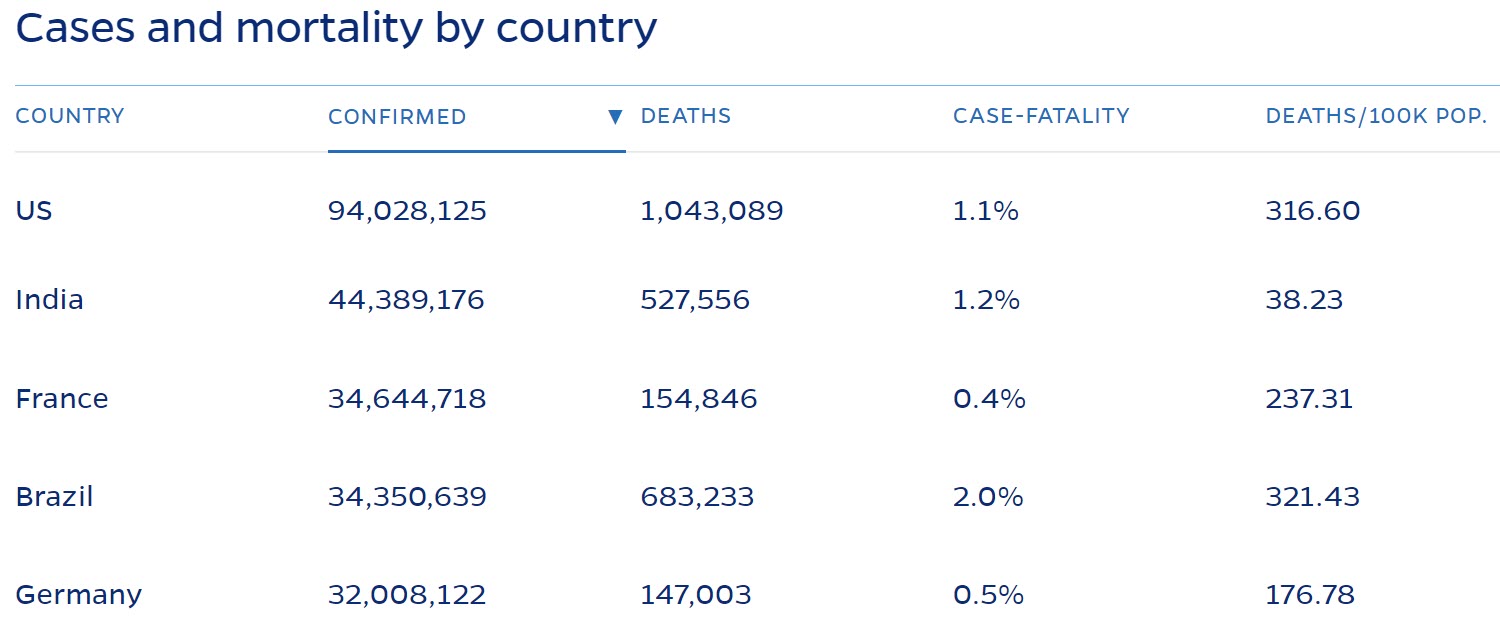 Cases and mortality by country
COUNTRY CONFIRMED ▼ DEATHS CASE-FATALITY DEATHS/100K POP.
US 94,028,125 1,043,089 1.1% 316.60
India 44,389,176 527,556 1.2% 38.23
France 34,644,718 154,846 0.4% 237.31
Brazil 34,350,639 683,233 2.0% 321.43
Germany 32,008,122 147,003 0.5% 176.78